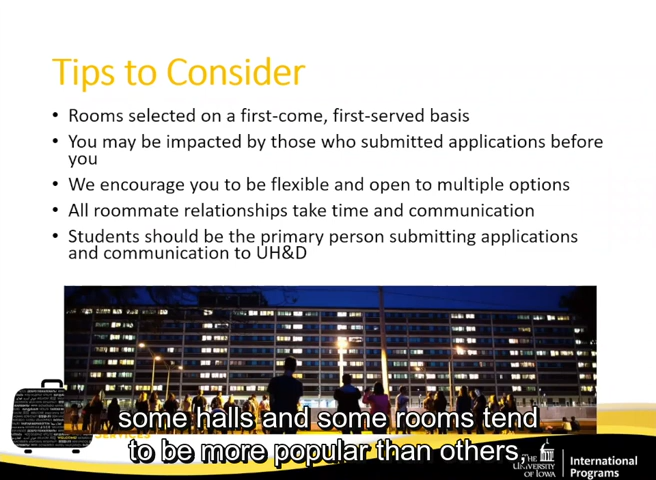 Tips to Consider
• Rooms selected on a first-come, first-served basis
• You may be impacted by those who submitted applications before
you
• We encourage you to be flexible and open to multiple options
• All roommate relationships take time and communication
• Students should be the primary person submitting applications
and communication to UH&D
some halls and some rooms tend
to be more popular than others,
SERVICES
THE
UNIVERSITY
OF IOWA
International
Programs